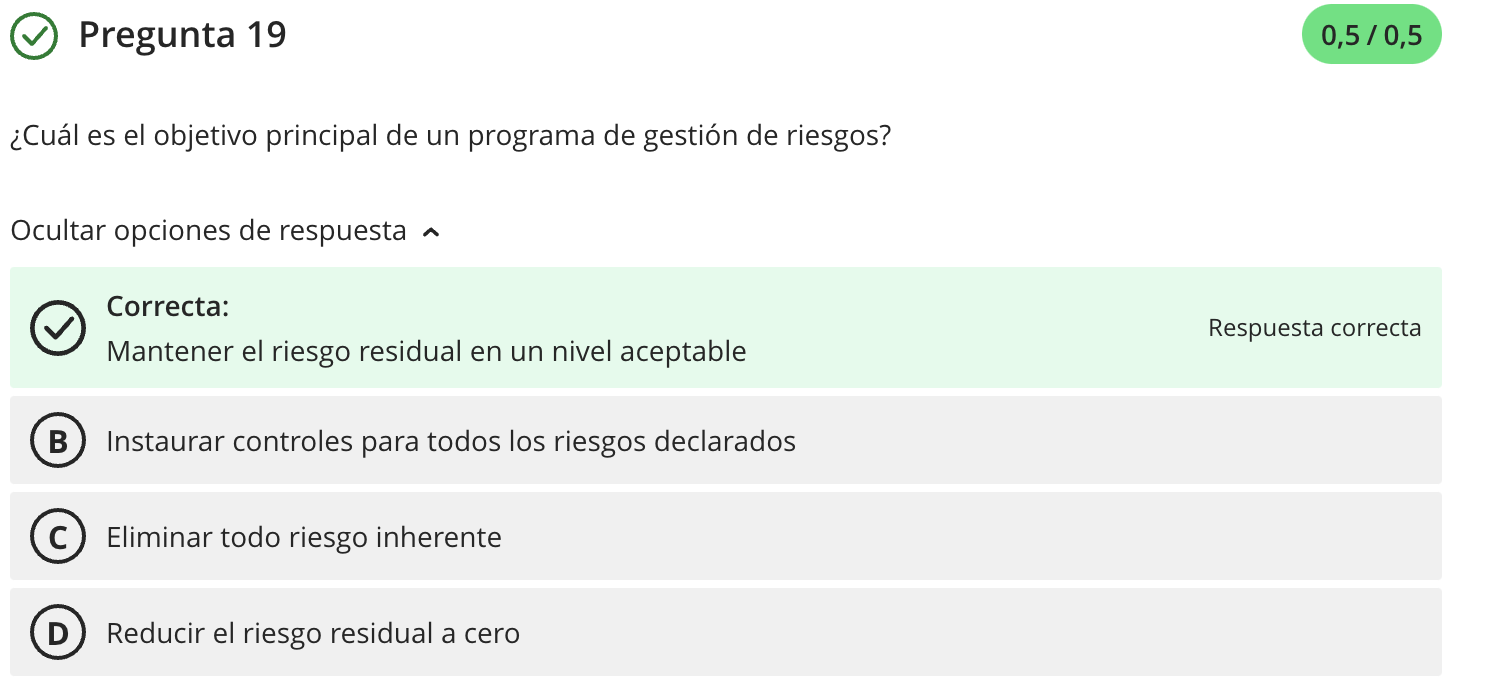 Pregunta 19
0,5 / 0,5
¿Cuál es el objetivo principal de un programa de gestión de riesgos?
Ocultar opciones de respuesta
Correcta:
Mantener el riesgo residual en un nivel aceptable
Respuesta correcta
B Instaurar controles para todos los riesgos declarados
C Eliminar todo riesgo inherente
D Reducir el riesgo residual a cero